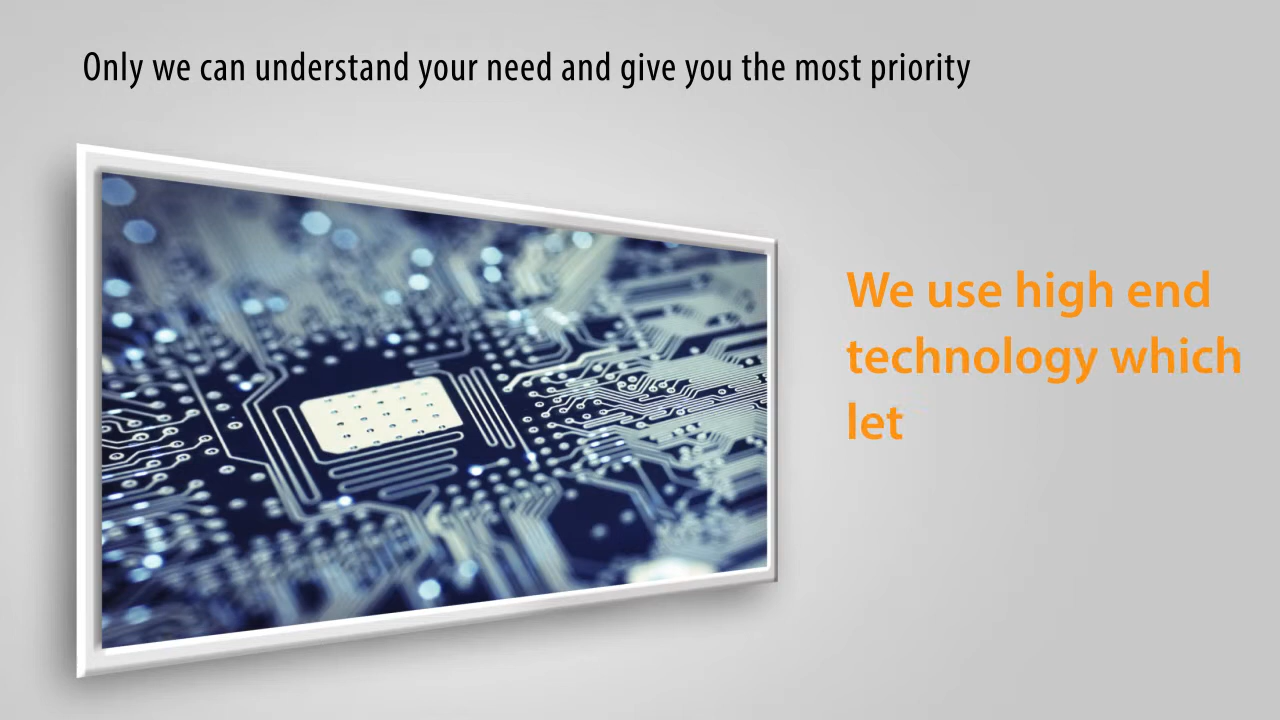 Only we can understand your need and give you the most priority
We use high end
technology which
let